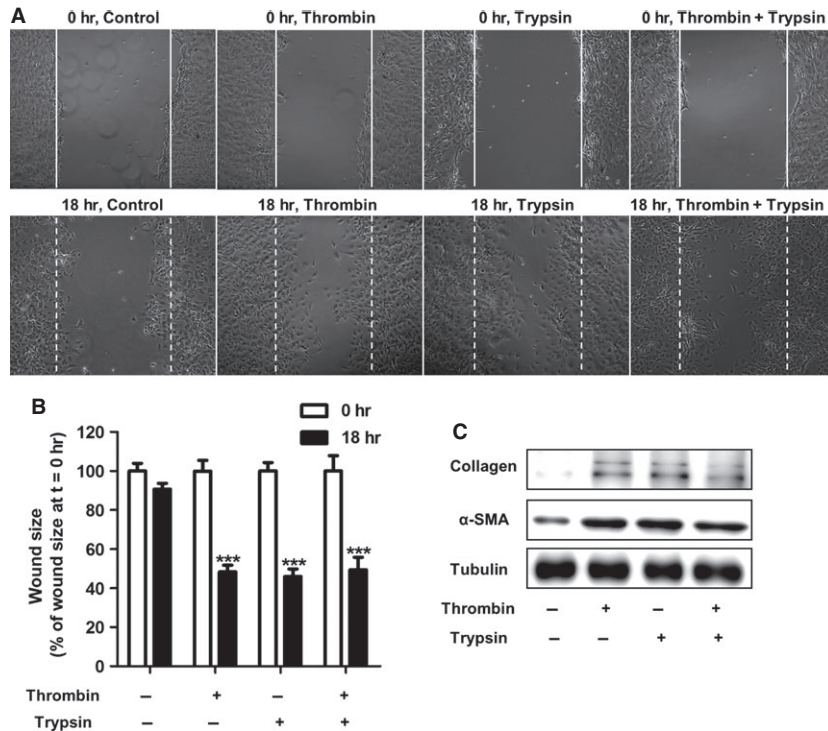 A
0 hr, Control
0 hr, Thrombin
0 hr, Trypsin
0 hr, Thrombin + Trypsin
18 hr, Control
18 hr, Thrombin
18 hr, Trypsin
18 hr, Thrombin + Trypsin
B
0 hr
18 hr
Wound size
(% of wound size at t = 0 hr)
120
100
80
60
40
20
0
***
***
***
Thrombin – + – +
Trypsin – – + +
C
Collagen
α-SMA
Tubulin
Thrombin – + – +
Trypsin – – + +